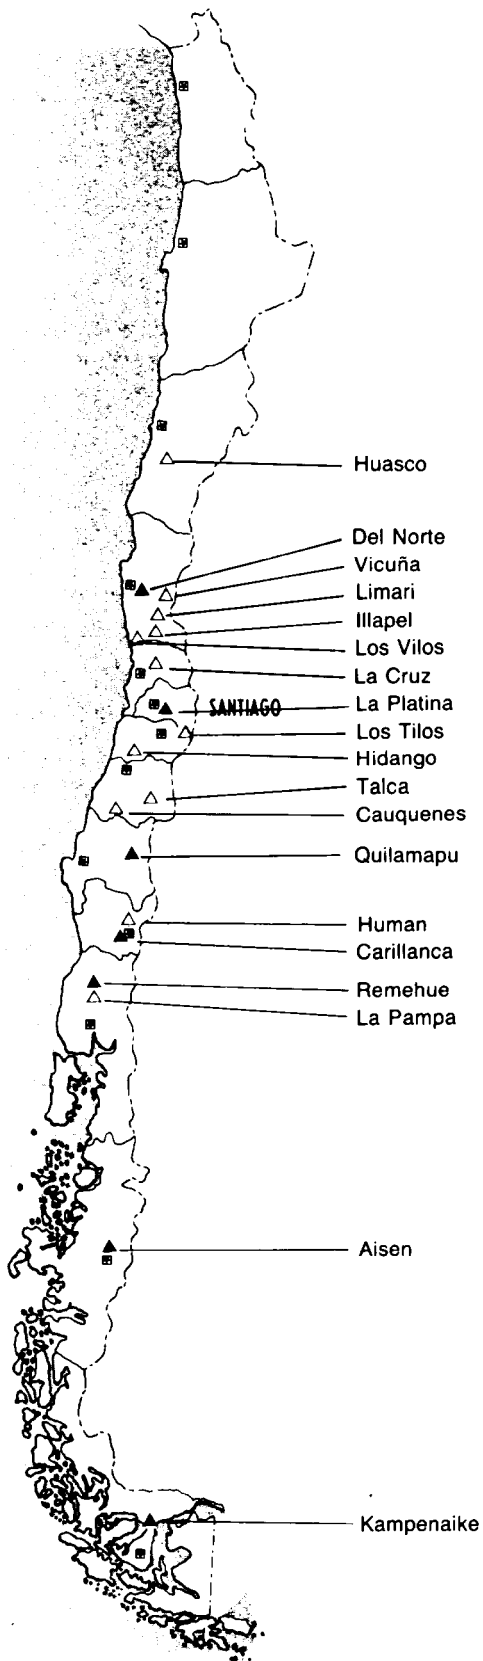 Huasco
Del Norte
Vicuña
Limari
Illapel
Los Vilos
La Cruz
SANTIAGO
La Platina
Los Tilos
Hidango
Talca
Cauquenes
Quilamapu
Human
Carillanca
Remehue
La Pampa
Aisen
Kampenaike